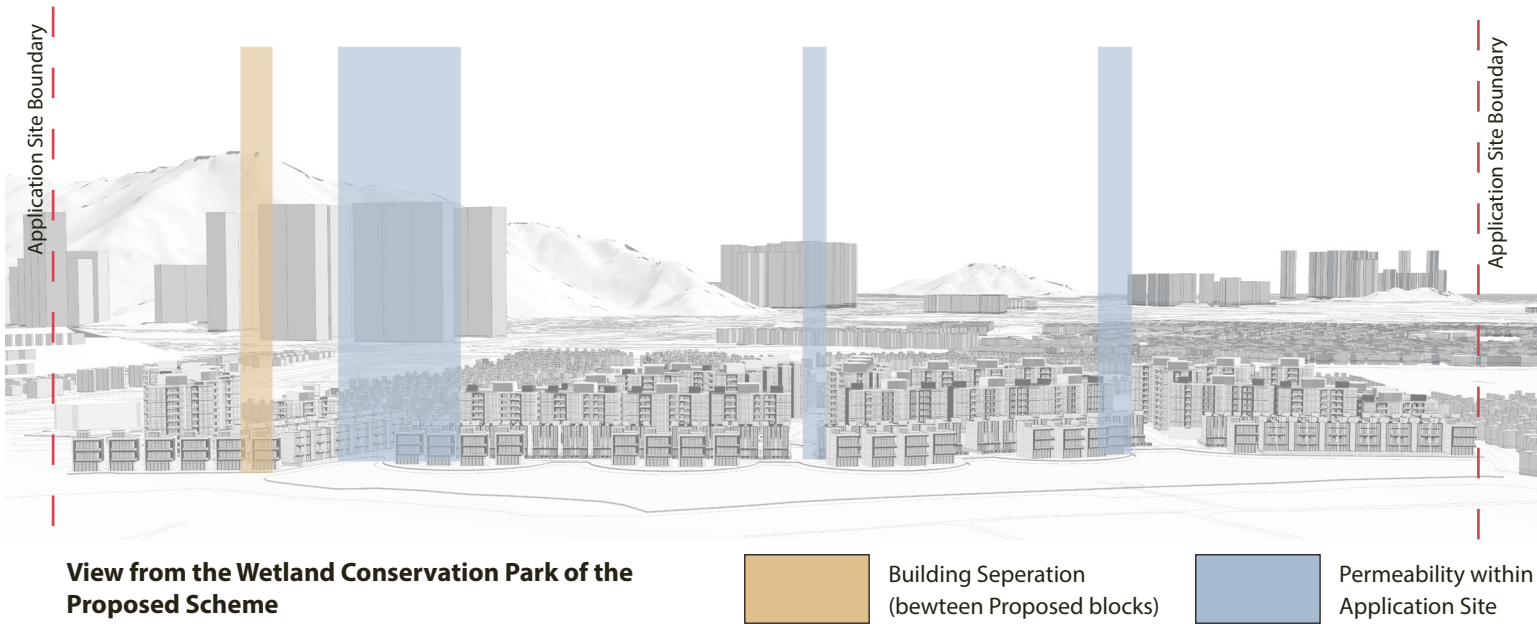 Application Site Boundary
Application Site Boundary
View from the Wetland Conservation Park of the
Proposed Scheme
Building Seperation
(bewteen Proposed blocks)
Permeability within
Application Site